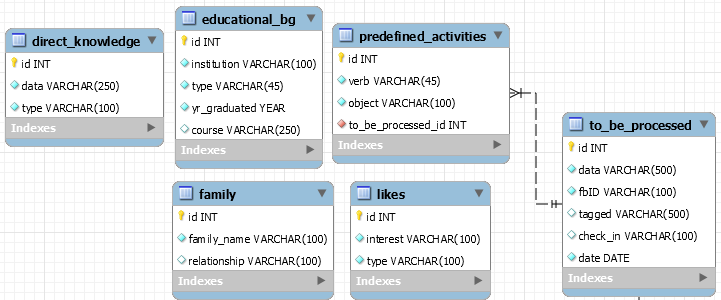 direct_knowledge
id INT
data VARCHAR(250)
type VARCHAR(100)
Indexes
educational_bg
id INT
institution VARCHAR(100)
type VARCHAR(45)
yr_graduated YEAR
course VARCHAR(250)
Indexes
predefined_activities
id INT
verb VARCHAR(45)
object VARCHAR(100)
to_be_processed_id INT
Indexes
to_be_processed
id INT
data VARCHAR(500)
fbID VARCHAR(100)
tagged VARCHAR(500)
check_in VARCHAR(100)
date DATE
Indexes
family
id INT
family_name VARCHAR(100)
relationship VARCHAR(100)
Indexes
likes
id INT
interest VARCHAR(100)
type VARCHAR(100)
Indexes